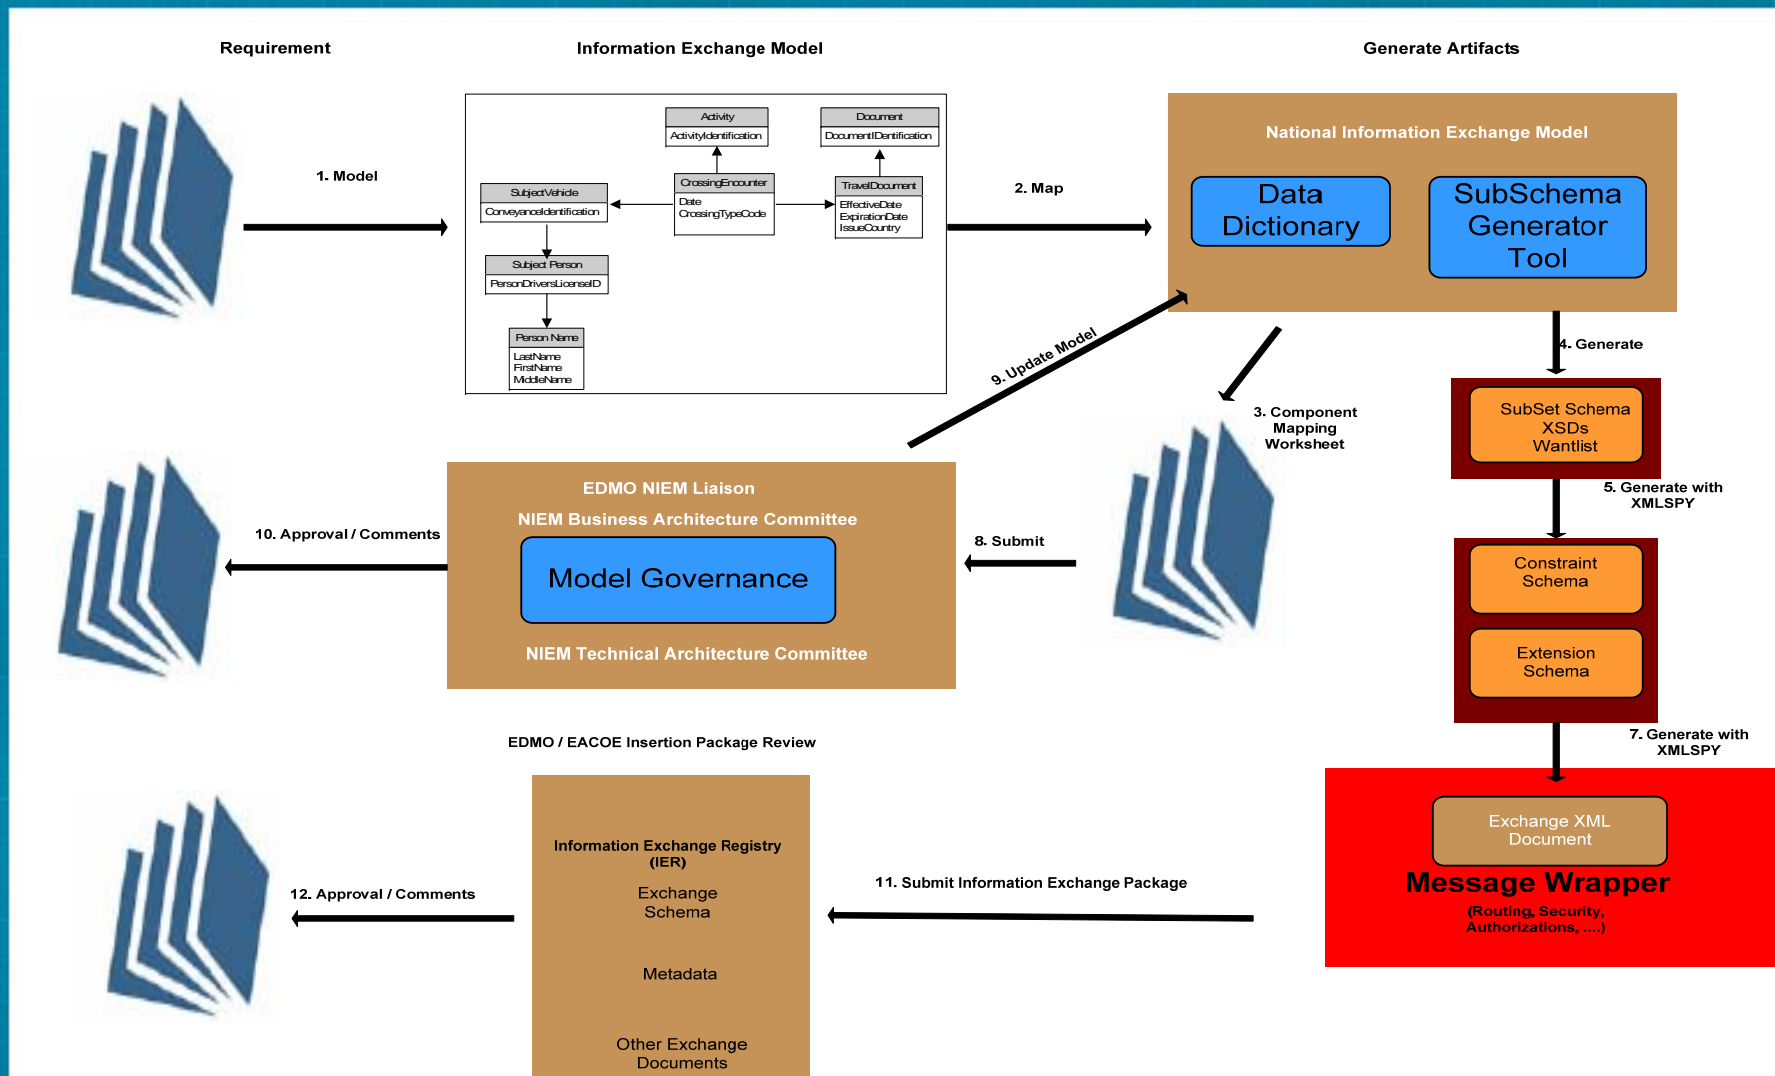 Requirement
Information Exchange Model
Generate Artifacts
1. Model
Activity
ActivityIdentification
Document
DocumentIDentification
SubjectVehicle
ConveyanceIdentification
CrossingEncounter
Date
CrossingTypeCode
TravelDocument
EffectiveDate
ExpirationDate
IssueCountry
Subject Person
PersonDriversLicenseID
Person Name
LastName
FirstName
MiddleName
2. Map
National Information Exchange Model
Data
Dictionary
SubSchema
Generator
Tool
9. Update Model
3. Component
Mapping
Worksheet
4. Generate
SubSet Schema
XSDs
Wantlist
5. Generate with
XMLSPY
Constraint
Schema
Extension
Schema
7. Generate with
XMLSPY
Exchange XML
Document
Message Wrapper
(Routing, Security,
Authorizations, ....)
8. Submit
EDMO NIEM Liaison
NIEM Business Architecture Committee
Model Governance
NIEM Technical Architecture Committee
10. Approval / Comments
EDMO / EACOE Insertion Package Review
Information Exchange Registry
(IER)
Exchange
Schema
Metadata
Other Exchange
Documents
11. Submit Information Exchange Package
12. Approval / Comments